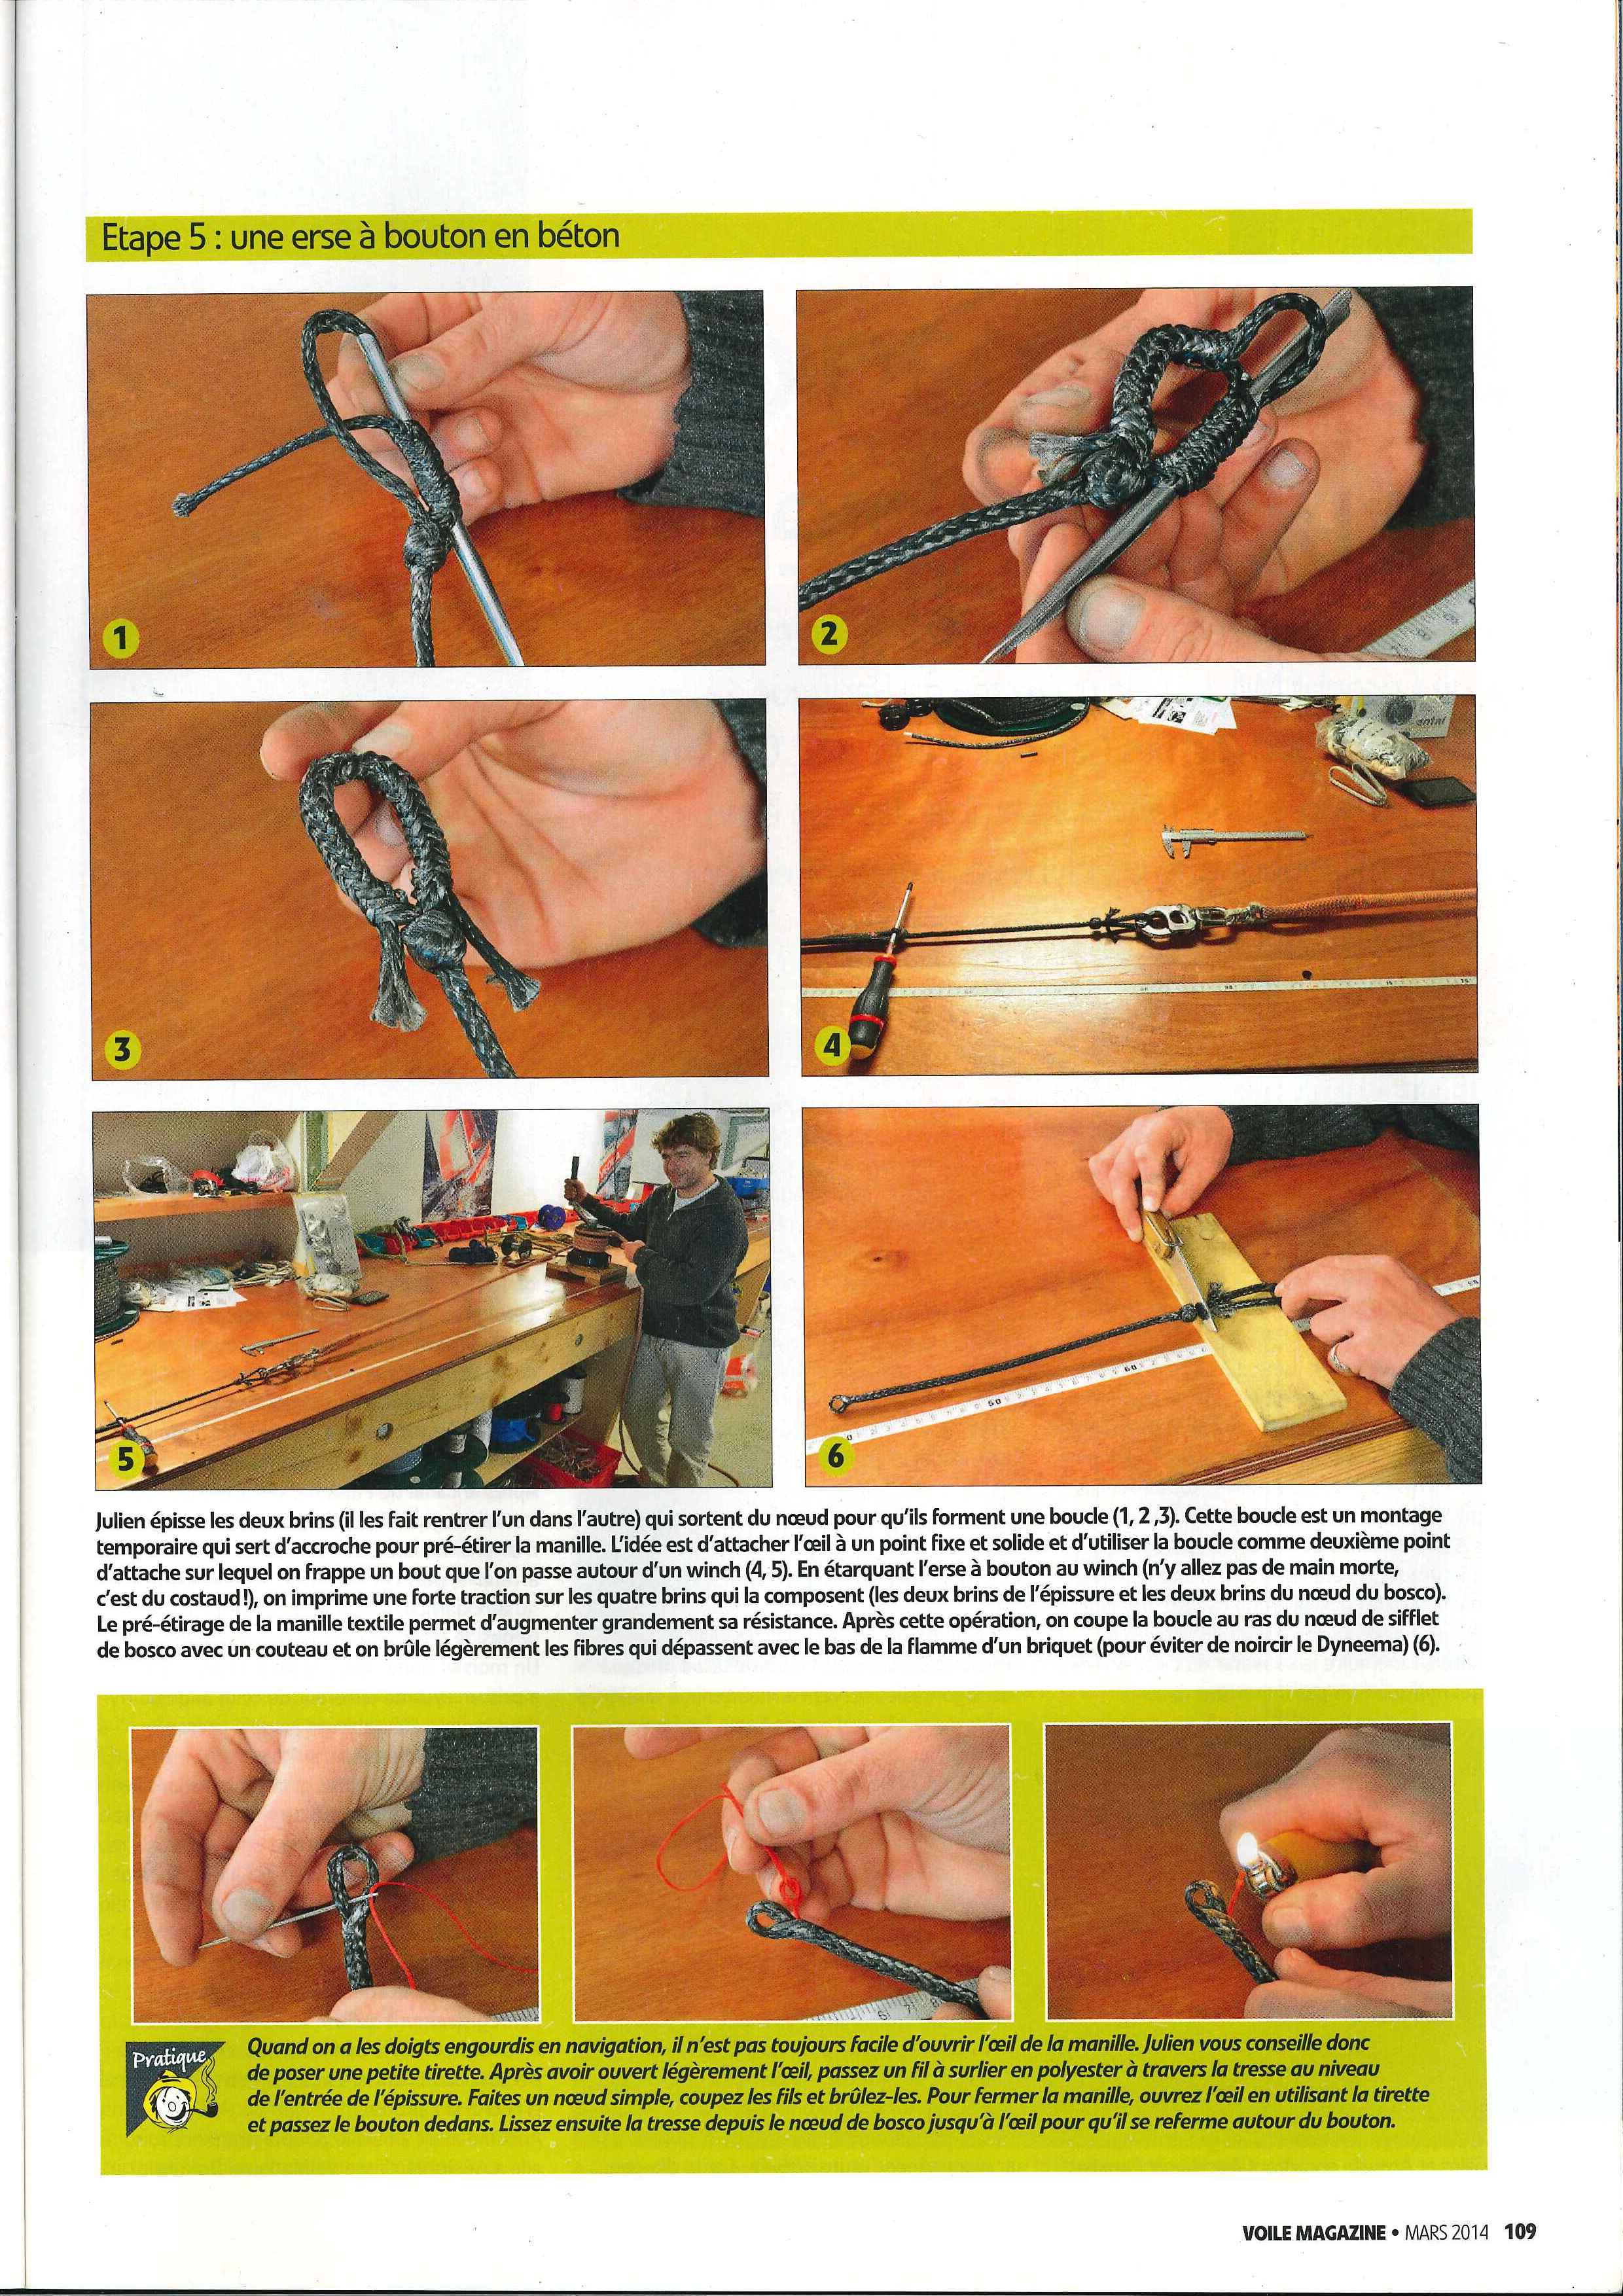 Etape 5 : une erse à bouton en béton
1
2
3
antal
4
5
50
60
6
Julien épisse les deux brins (il les fait rentrer l'un dans l'autre) qui sortent du nœud pour qu'ils forment une boucle (1, 2 ,3). Cette boucle est un montage
temporaire qui sert d'accroche pour pré-étirer la manille. L'idée est d'attacher l'œil à un point fixe et solide et d'utiliser la boucle comme deuxième point
d'attache sur lequel on frappe un bout que l'on passe autour d'un winch (4, 5). En étarquant l'erse à bouton au winch (n'y allez pas de main morte,
c'est du costaud !), on imprime une forte traction sur les quatre brins qui la composent (les deux brins de l'épissure et les deux brins du nœud du bosco).
Le pré-étirage de la manille textile permet d'augmenter grandement sa résistance. Après cette opération, on coupe la boucle au ras du nœud de sifflet
de bosco avec un couteau et on brûle légèrement les fibres qui dépassent avec le bas de la flamme d'un briquet (pour éviter de noircir le Dyneema) (6).
Pratique
Quand on a les doigts engourdis en navigation, il n'est pas toujours facile d'ouvrir l'œil de la manille. Julien vous conseille donc
de poser une petite tirette. Après avoir ouvert légèrement l'œil, passez un fil à surlier en polyester à travers la tresse au niveau
de l'entrée de l'épissure. Faites un nœud simple, coupez les fils et brûlez-les. Pour fermer la manille, ouvrez l'œil en utilisant la tirette
et passez le bouton dedans. Lissez ensuite la tresse depuis le nœud de bosco jusqu'à l'œil pour qu'il se referme autour du bouton.
VOILE MAGAZINE • MARS 2014 109